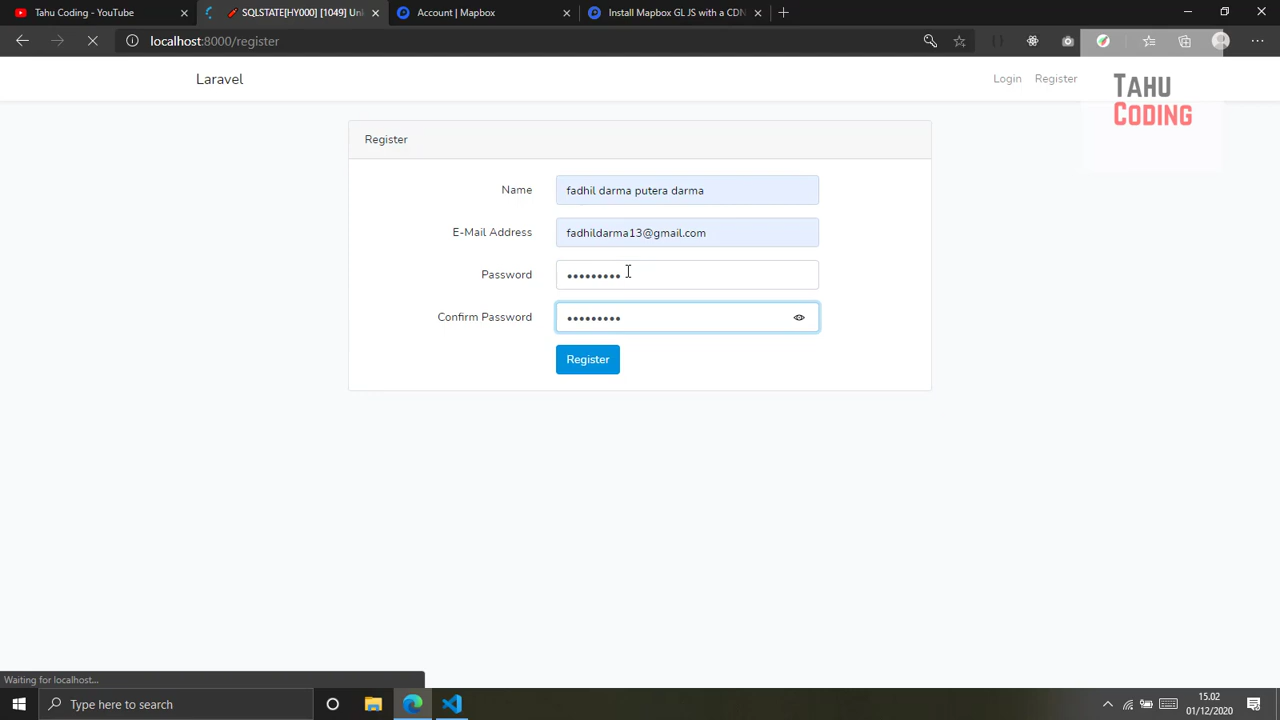 Tahu Coding - YouTube
SQLSTATE[HY000] [1049] Un
Account | Mapbox
Install Mapbox GL JS with a CDN
localhost:8000/register
Laravel
Login
Register
TAHU
CODING
Register
Name
fadhil darma putera darma
E-Mail Address
fadhildarma13@gmail.com
Password
Confirm Password
Register
Waiting for localhost...
Type here to search
15.02
01/12/2020